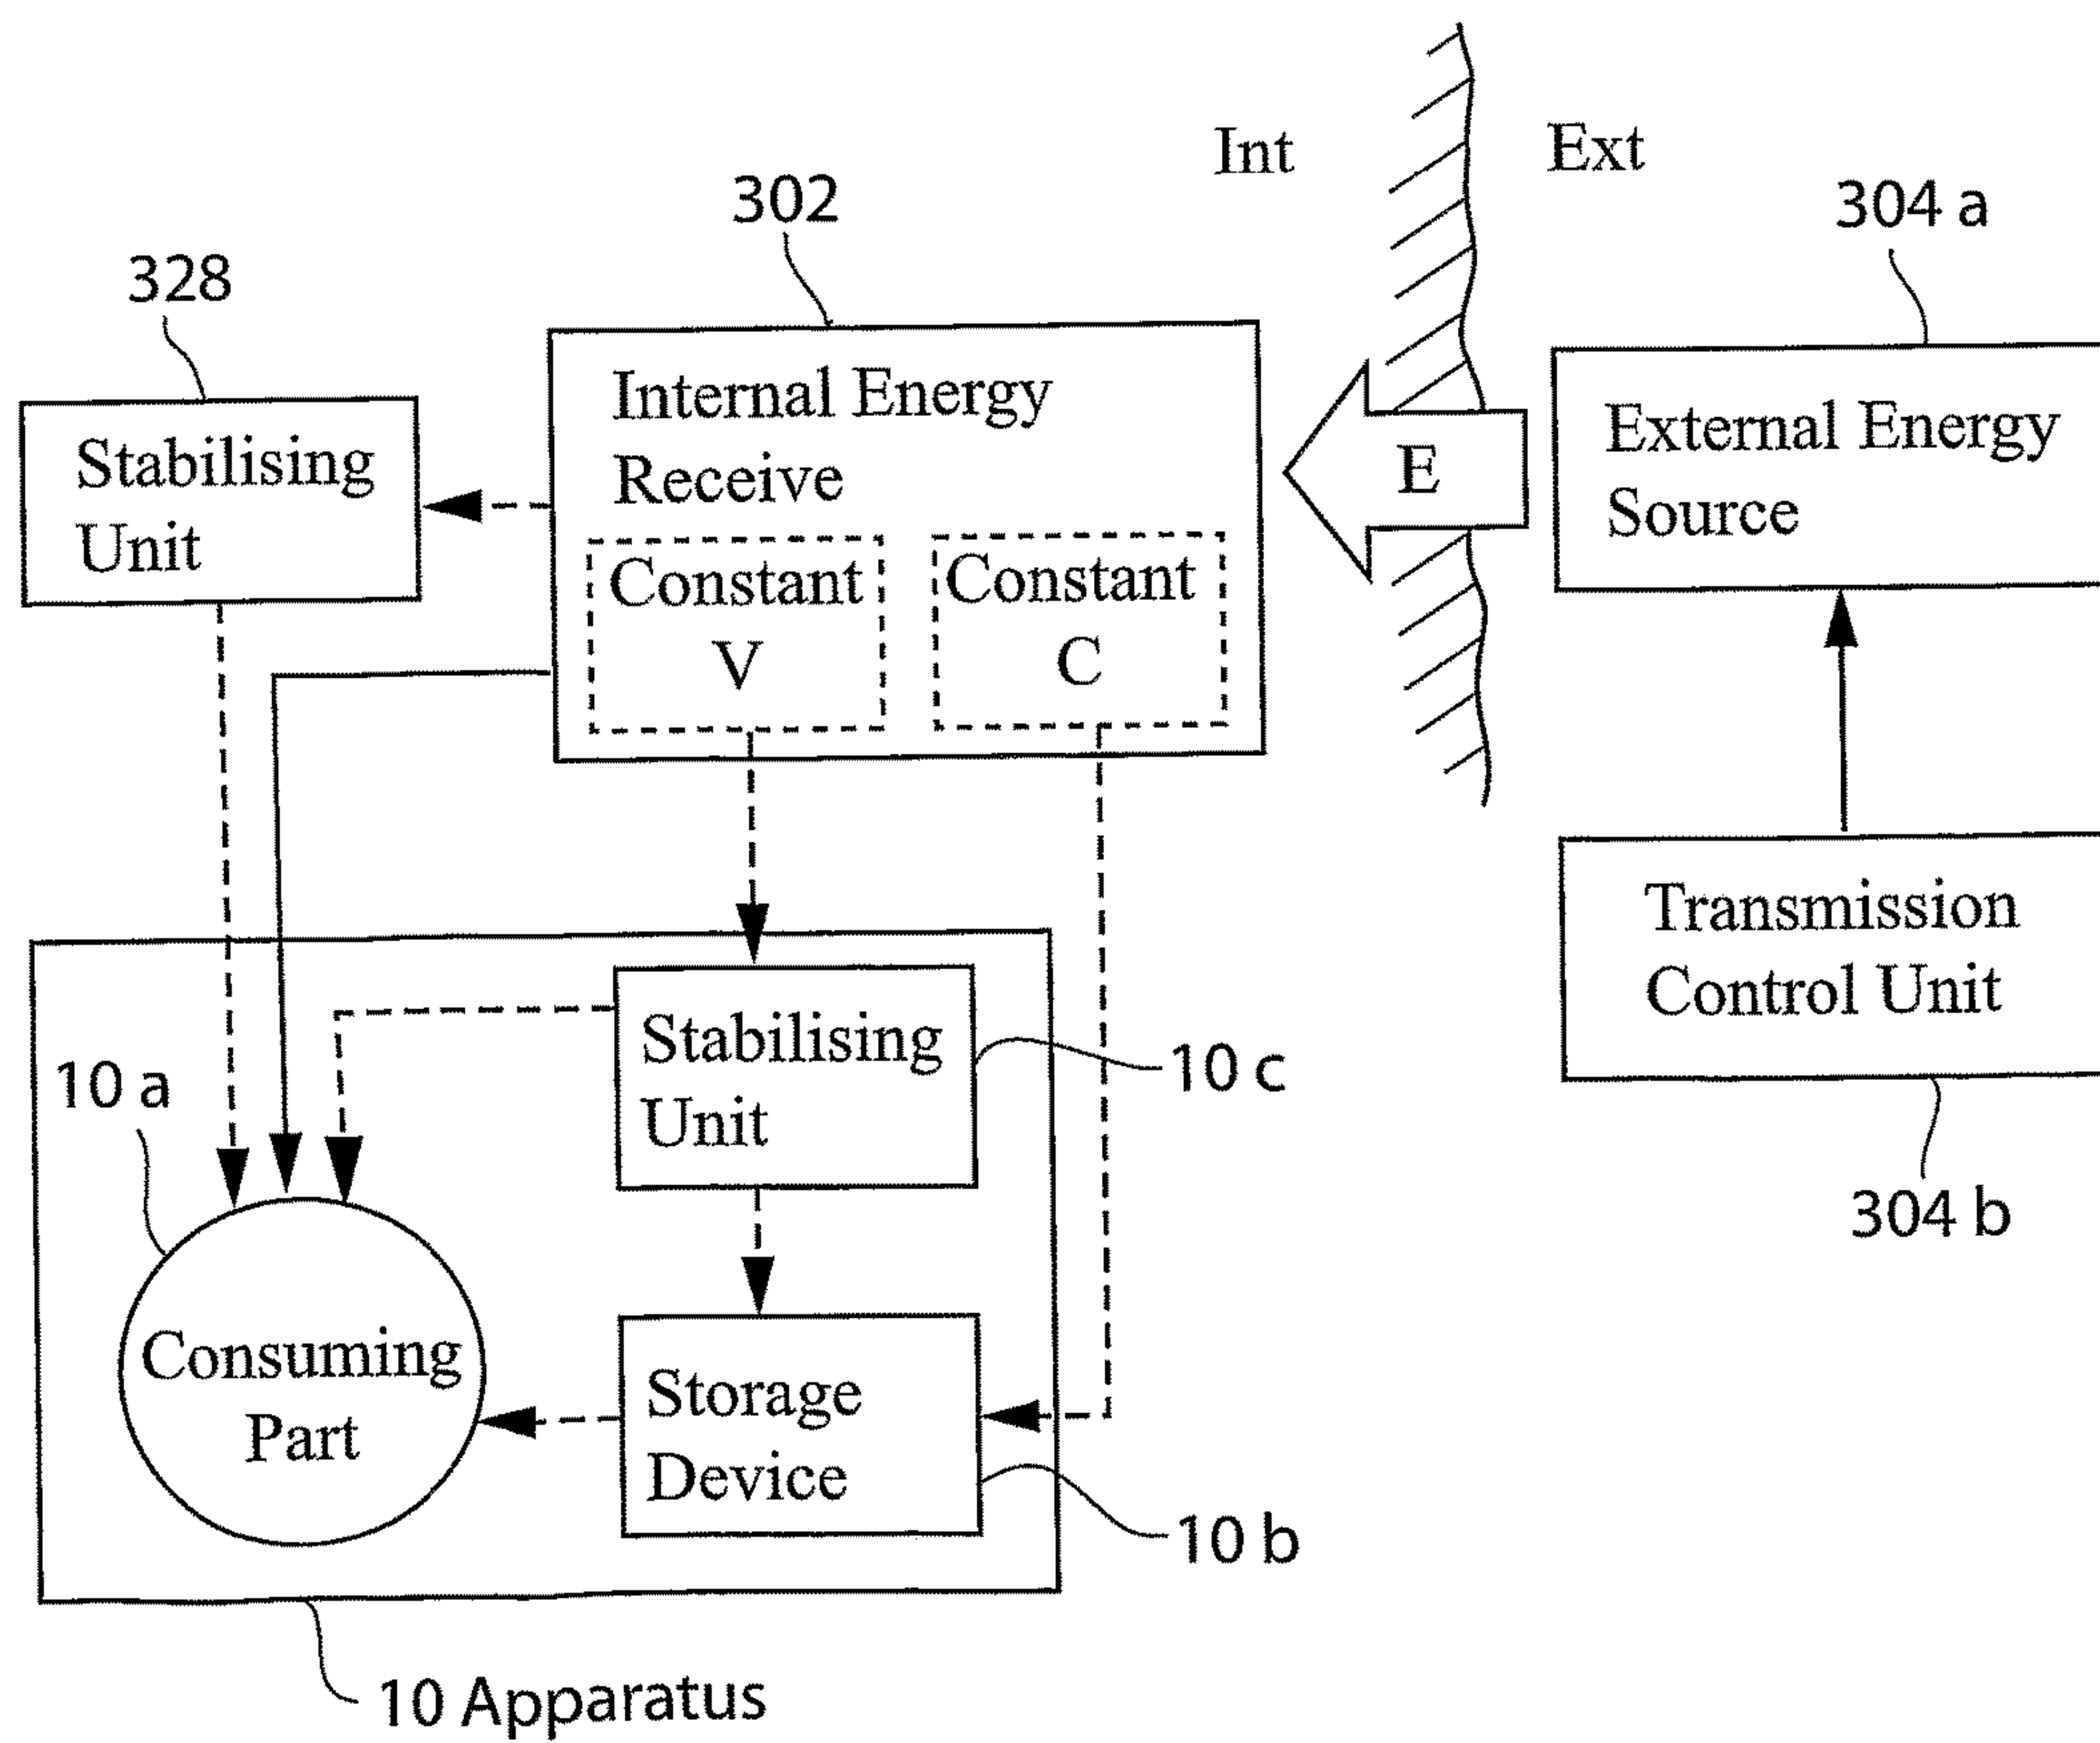 Int
Ext
302
304 a
328
Internal Energy
Receive
Stabilising
Unit
E
External Energy
Source
Constant
V
Constant
C
Transmission
Control Unit
Stabilising
Unit
10 c
10 a
304 b
Consuming
Part
Storage
Device
10 b
10 Apparatus